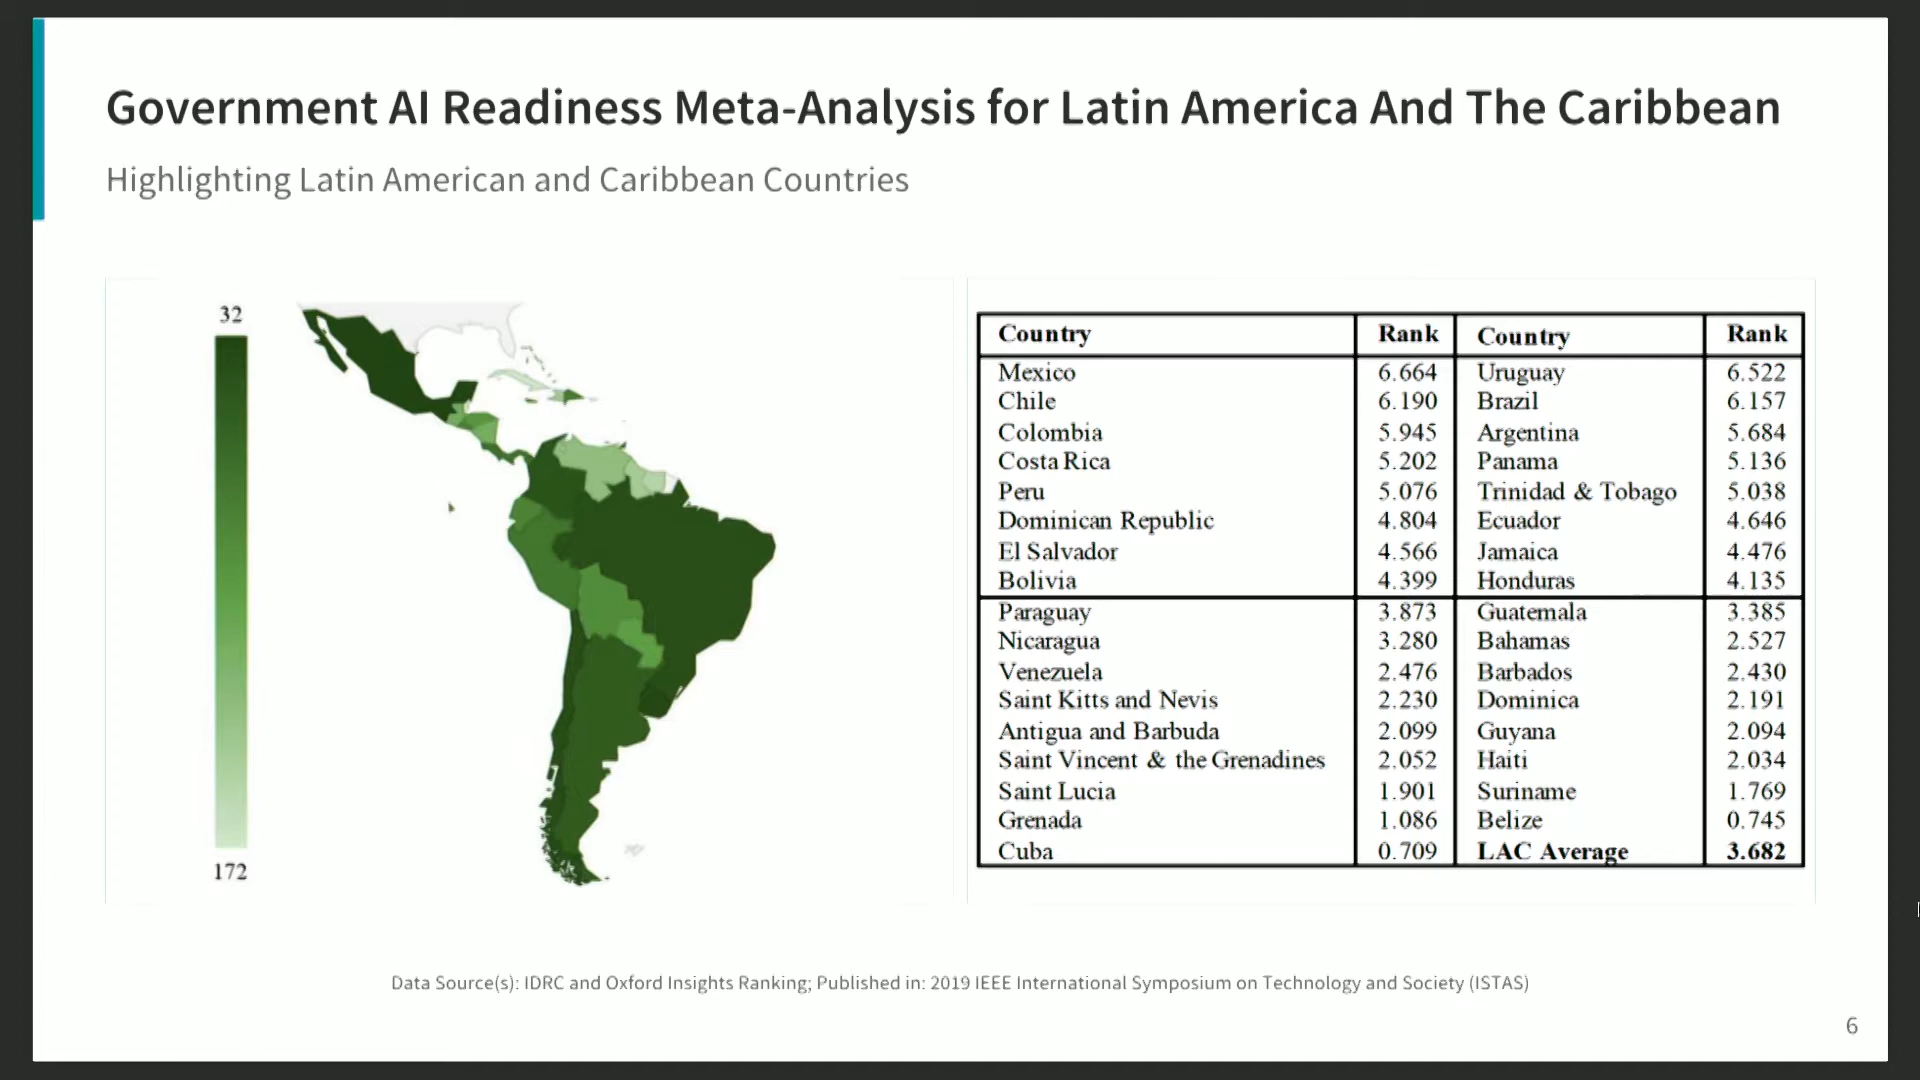 Government AI Readiness Meta-Analysis for Latin America And The Caribbean
Highlighting Latin American and Caribbean Countries
32
172
Country Rank Country Rank
Mexico 6.664 Uruguay 6.522
Chile 6.190 Brazil 6.157
Colombia 5.945 Argentina 5.684
Costa Rica 5.202 Panama 5.136
Peru 5.076 Trinidad & Tobago 5.038
Dominican Republic 4.804 Ecuador 4.646
El Salvador 4.566 Jamaica 4.476
Bolivia 4.399 Honduras 4.135
Paraguay 3.873 Guatemala 3.385
Nicaragua 3.280 Bahamas 2.527
Venezuela 2.476 Barbados 2.430
Saint Kitts and Nevis 2.230 Dominica 2.191
Antigua and Barbuda 2.099 Guyana 2.094
Saint Vincent & the Grenadines 2.052 Haiti 2.034
Saint Lucia 1.901 Suriname 1.769
Grenada 1.086 Belize 0.745
Cuba 0.709 LAC Average 3.682
Data Source(s): IDRC and Oxford Insights Ranking; Published in: 2019 IEEE International Symposium on Technology and Society (ISTAS)
6